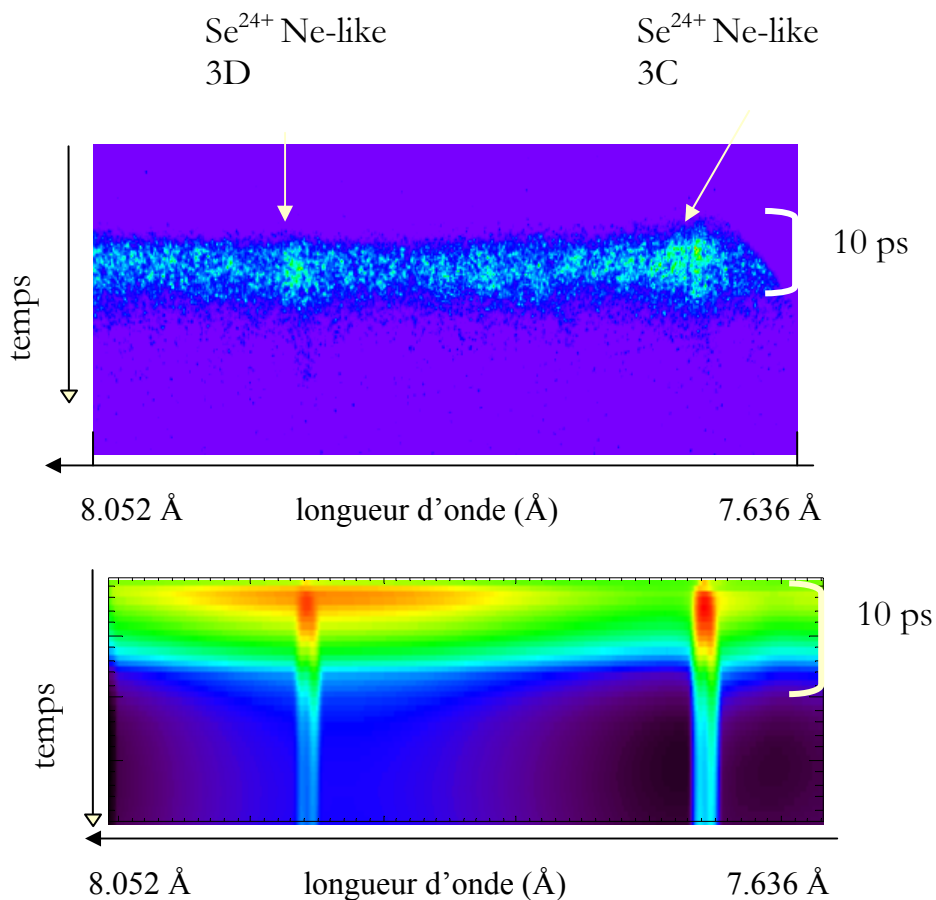 Se²⁴⁺ Ne-like
3D
Se²⁴⁺ Ne-like
3C
10 ps
temps
8.052 Å
longueur d’onde (Å)
7.636 Å
10 ps
temps
8.052 Å
longueur d’onde (Å)
7.636 Å